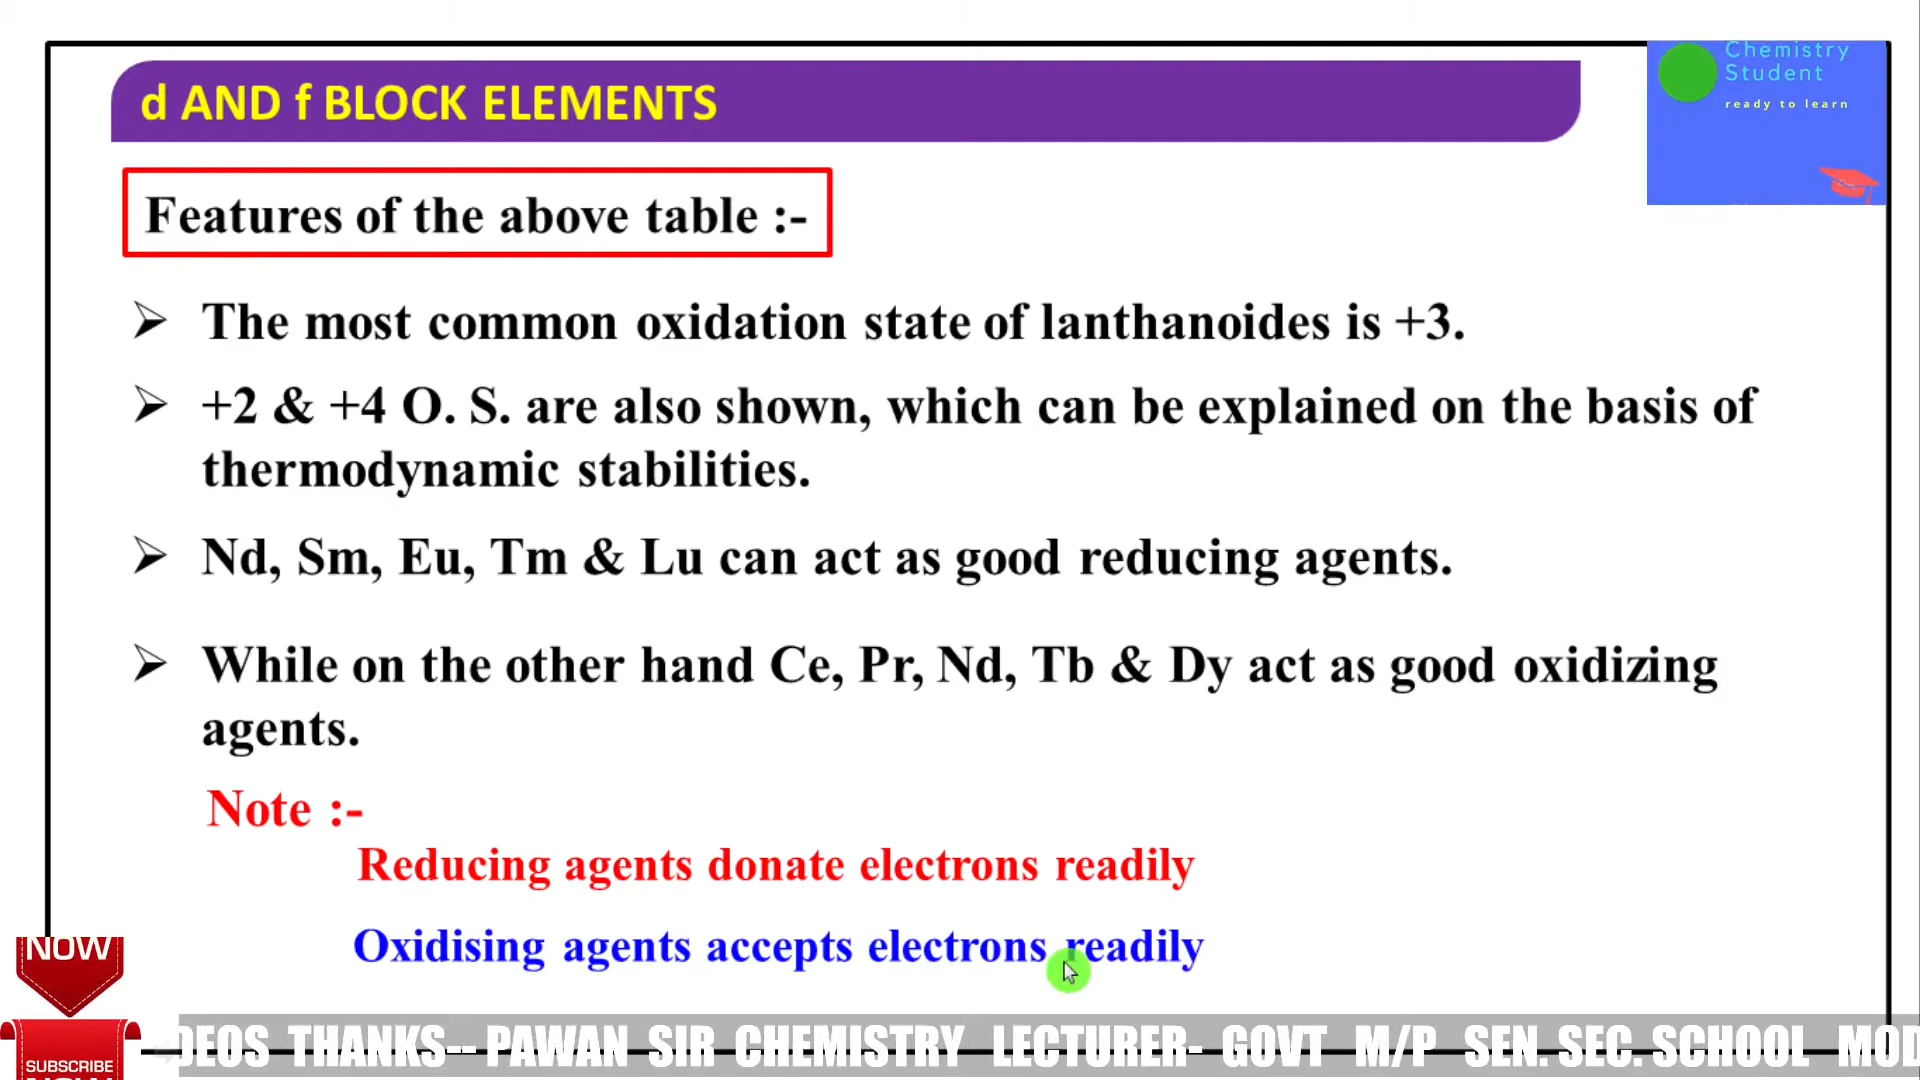 d AND f BLOCK ELEMENTS
Chemistry
Student
ready to learn
Features of the above table :-
➢ The most common oxidation state of lanthanoides is +3.
➢ +2 & +4 O. S. are also shown, which can be explained on the basis of
thermodynamic stabilities.
➢ Nd, Sm, Eu, Tm & Lu can act as good reducing agents.
➢ While on the other hand Ce, Pr, Nd, Tb & Dy act as good oxidizing
agents.
Note :-
Reducing agents donate electrons readily
Oxidising agents accepts electrons readily
NOW
SUBSCRIBE
DEOS THANKS-- PAWAN SIR CHEMISTRY LECTURER- GOVT M/P SEN. SEC. SCHOOL MOD